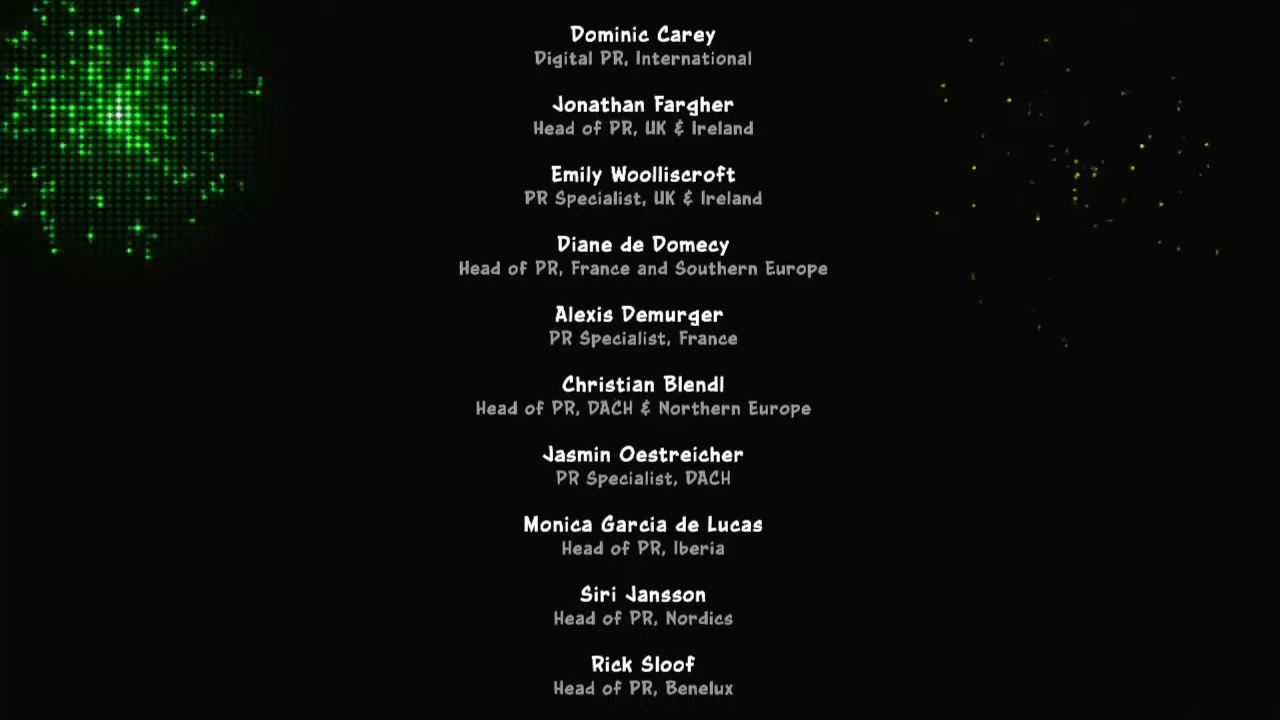 Dominic Carey
Digital PR, International
Jonathan Fargher
Head of PR, UK & Ireland
Emily Woolliscroft
PR Specialist, UK & Ireland
Diane de Domecy
Head of PR, France and Southern Europe
Alexis Demurger
PR Specialist, France
Christian Blendl
Head of PR, DACH & Northern Europe
Jasmin Oestreicher
PR Specialist, DACH
Monica Garcia de Lucas
Head of PR, Iberia
Siri Jansson
Head of PR, Nordics
Rick Sloof
Head of PR, Benelux